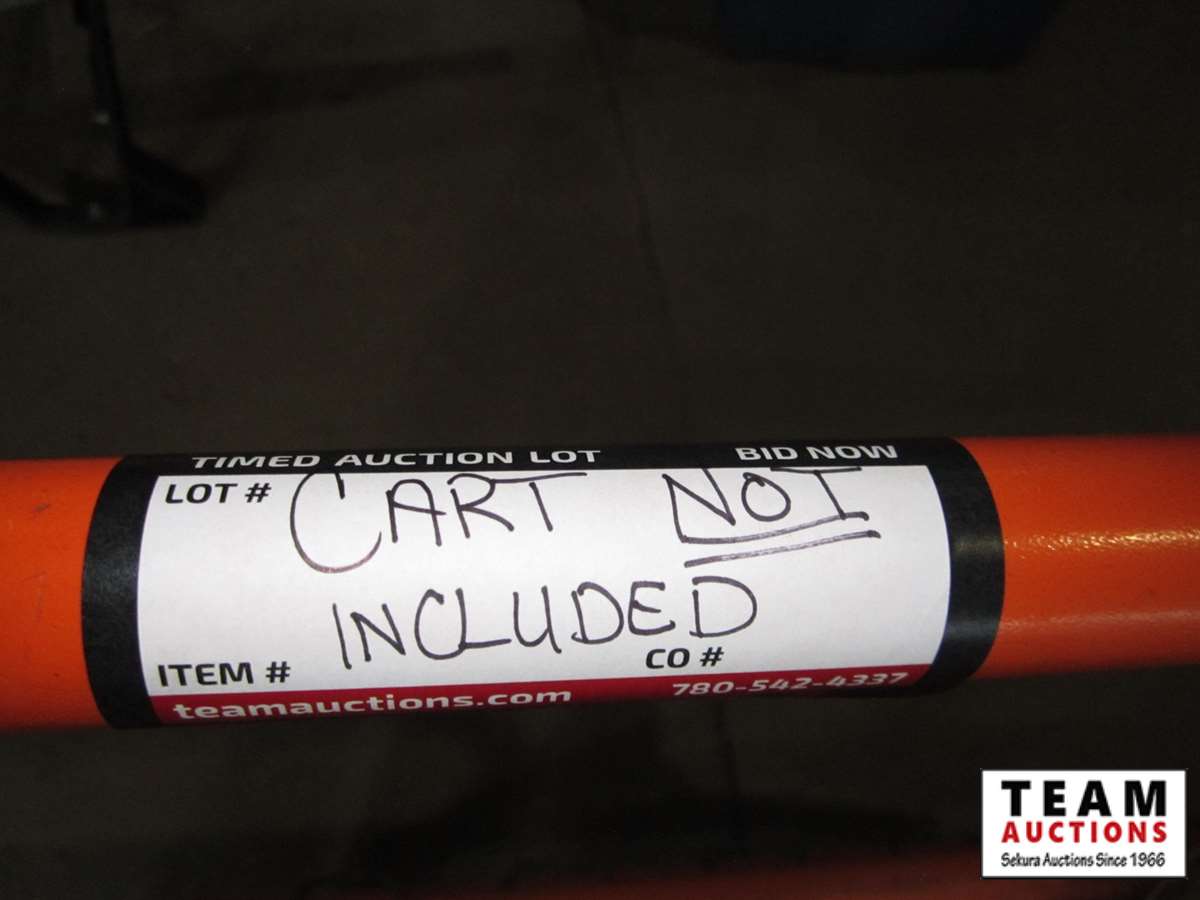 TIMED AUCTION LOT BID NOW
LOT # CART NOT
INCLUDED
ITEM # CO #
teamauctions.com 780-542-4337
TEAM
AUCTIONS
Sekura Auctions Since 1966